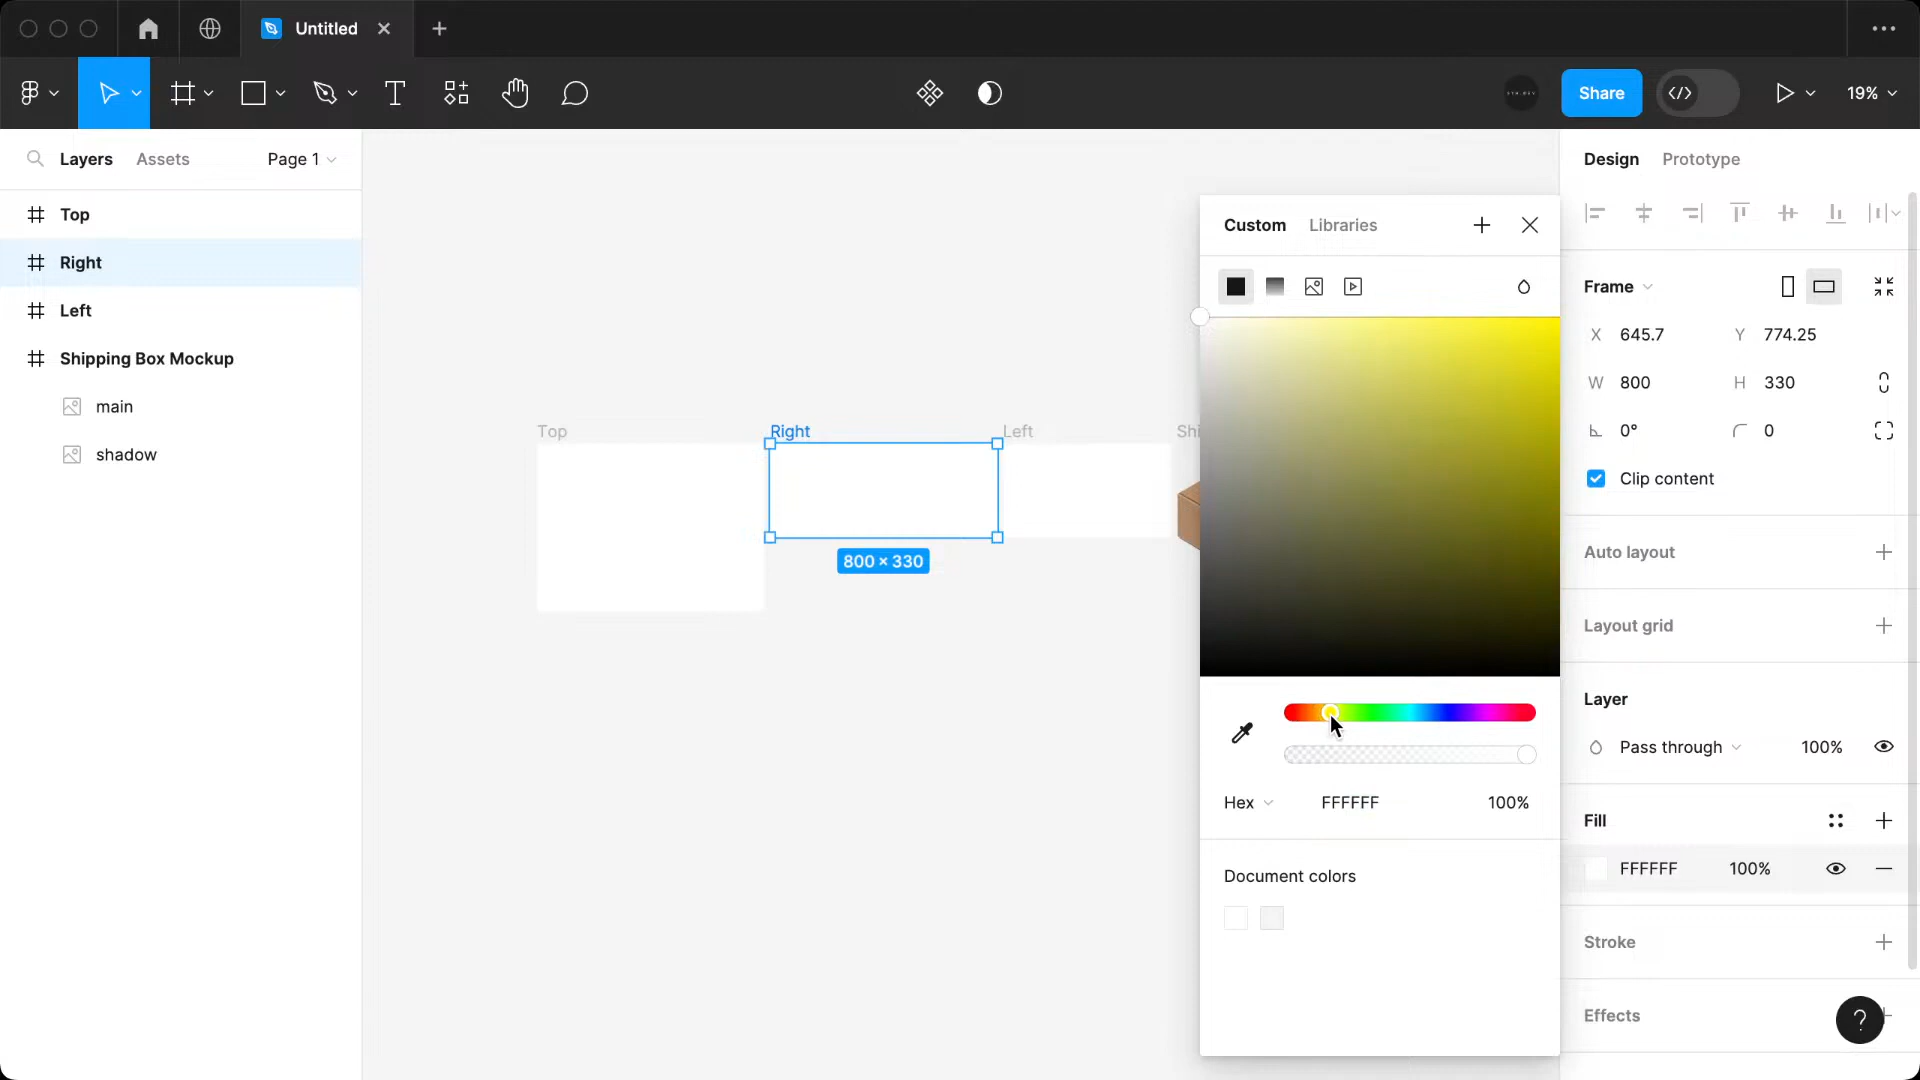 Untitled
Share
19%
Layers
Assets
Page 1
Top
Right
Left
Shipping Box Mockup
main
shadow
Top
Right
Left
Shi
800 × 330
Custom
Libraries
Hex
FFFFFF
100%
Document colors
Design
Prototype
Frame
X 645.7
Y 774.25
W 800
H 330
0°
0
Clip content
Auto layout
Layout grid
Layer
Pass through
100%
Fill
FFFFFF
100%
Stroke
Effects
?